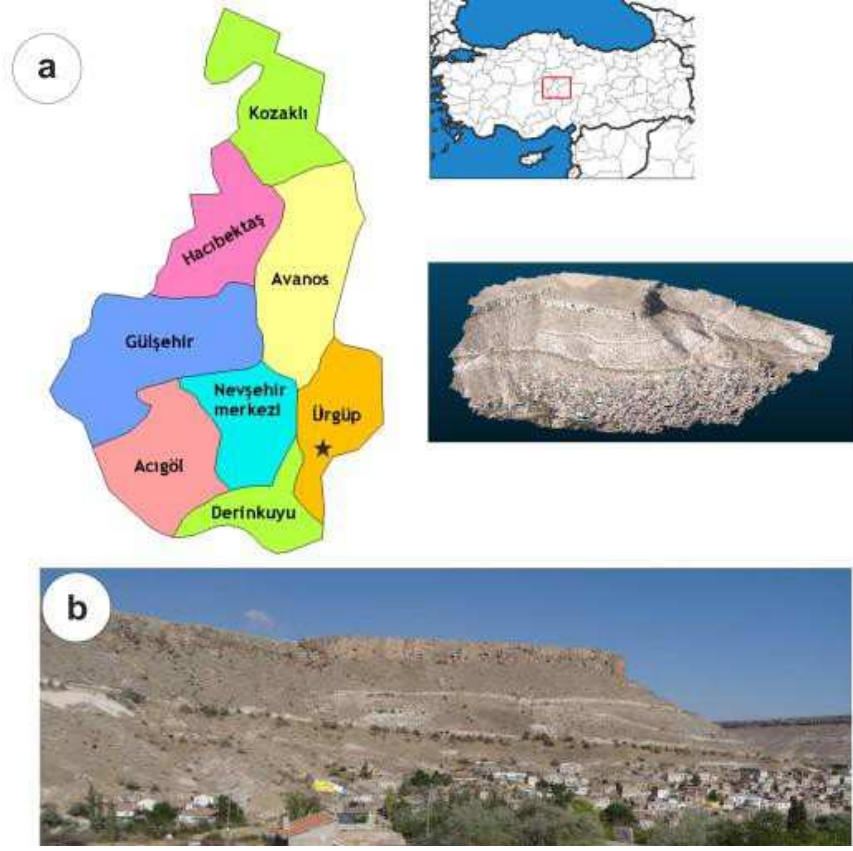 a
Kozaklı
Hacıbektaş
Avanos
Gülşehir
Nevşehir
merkezi
Ürgüp
Acıgöl
Derinkuyu
b